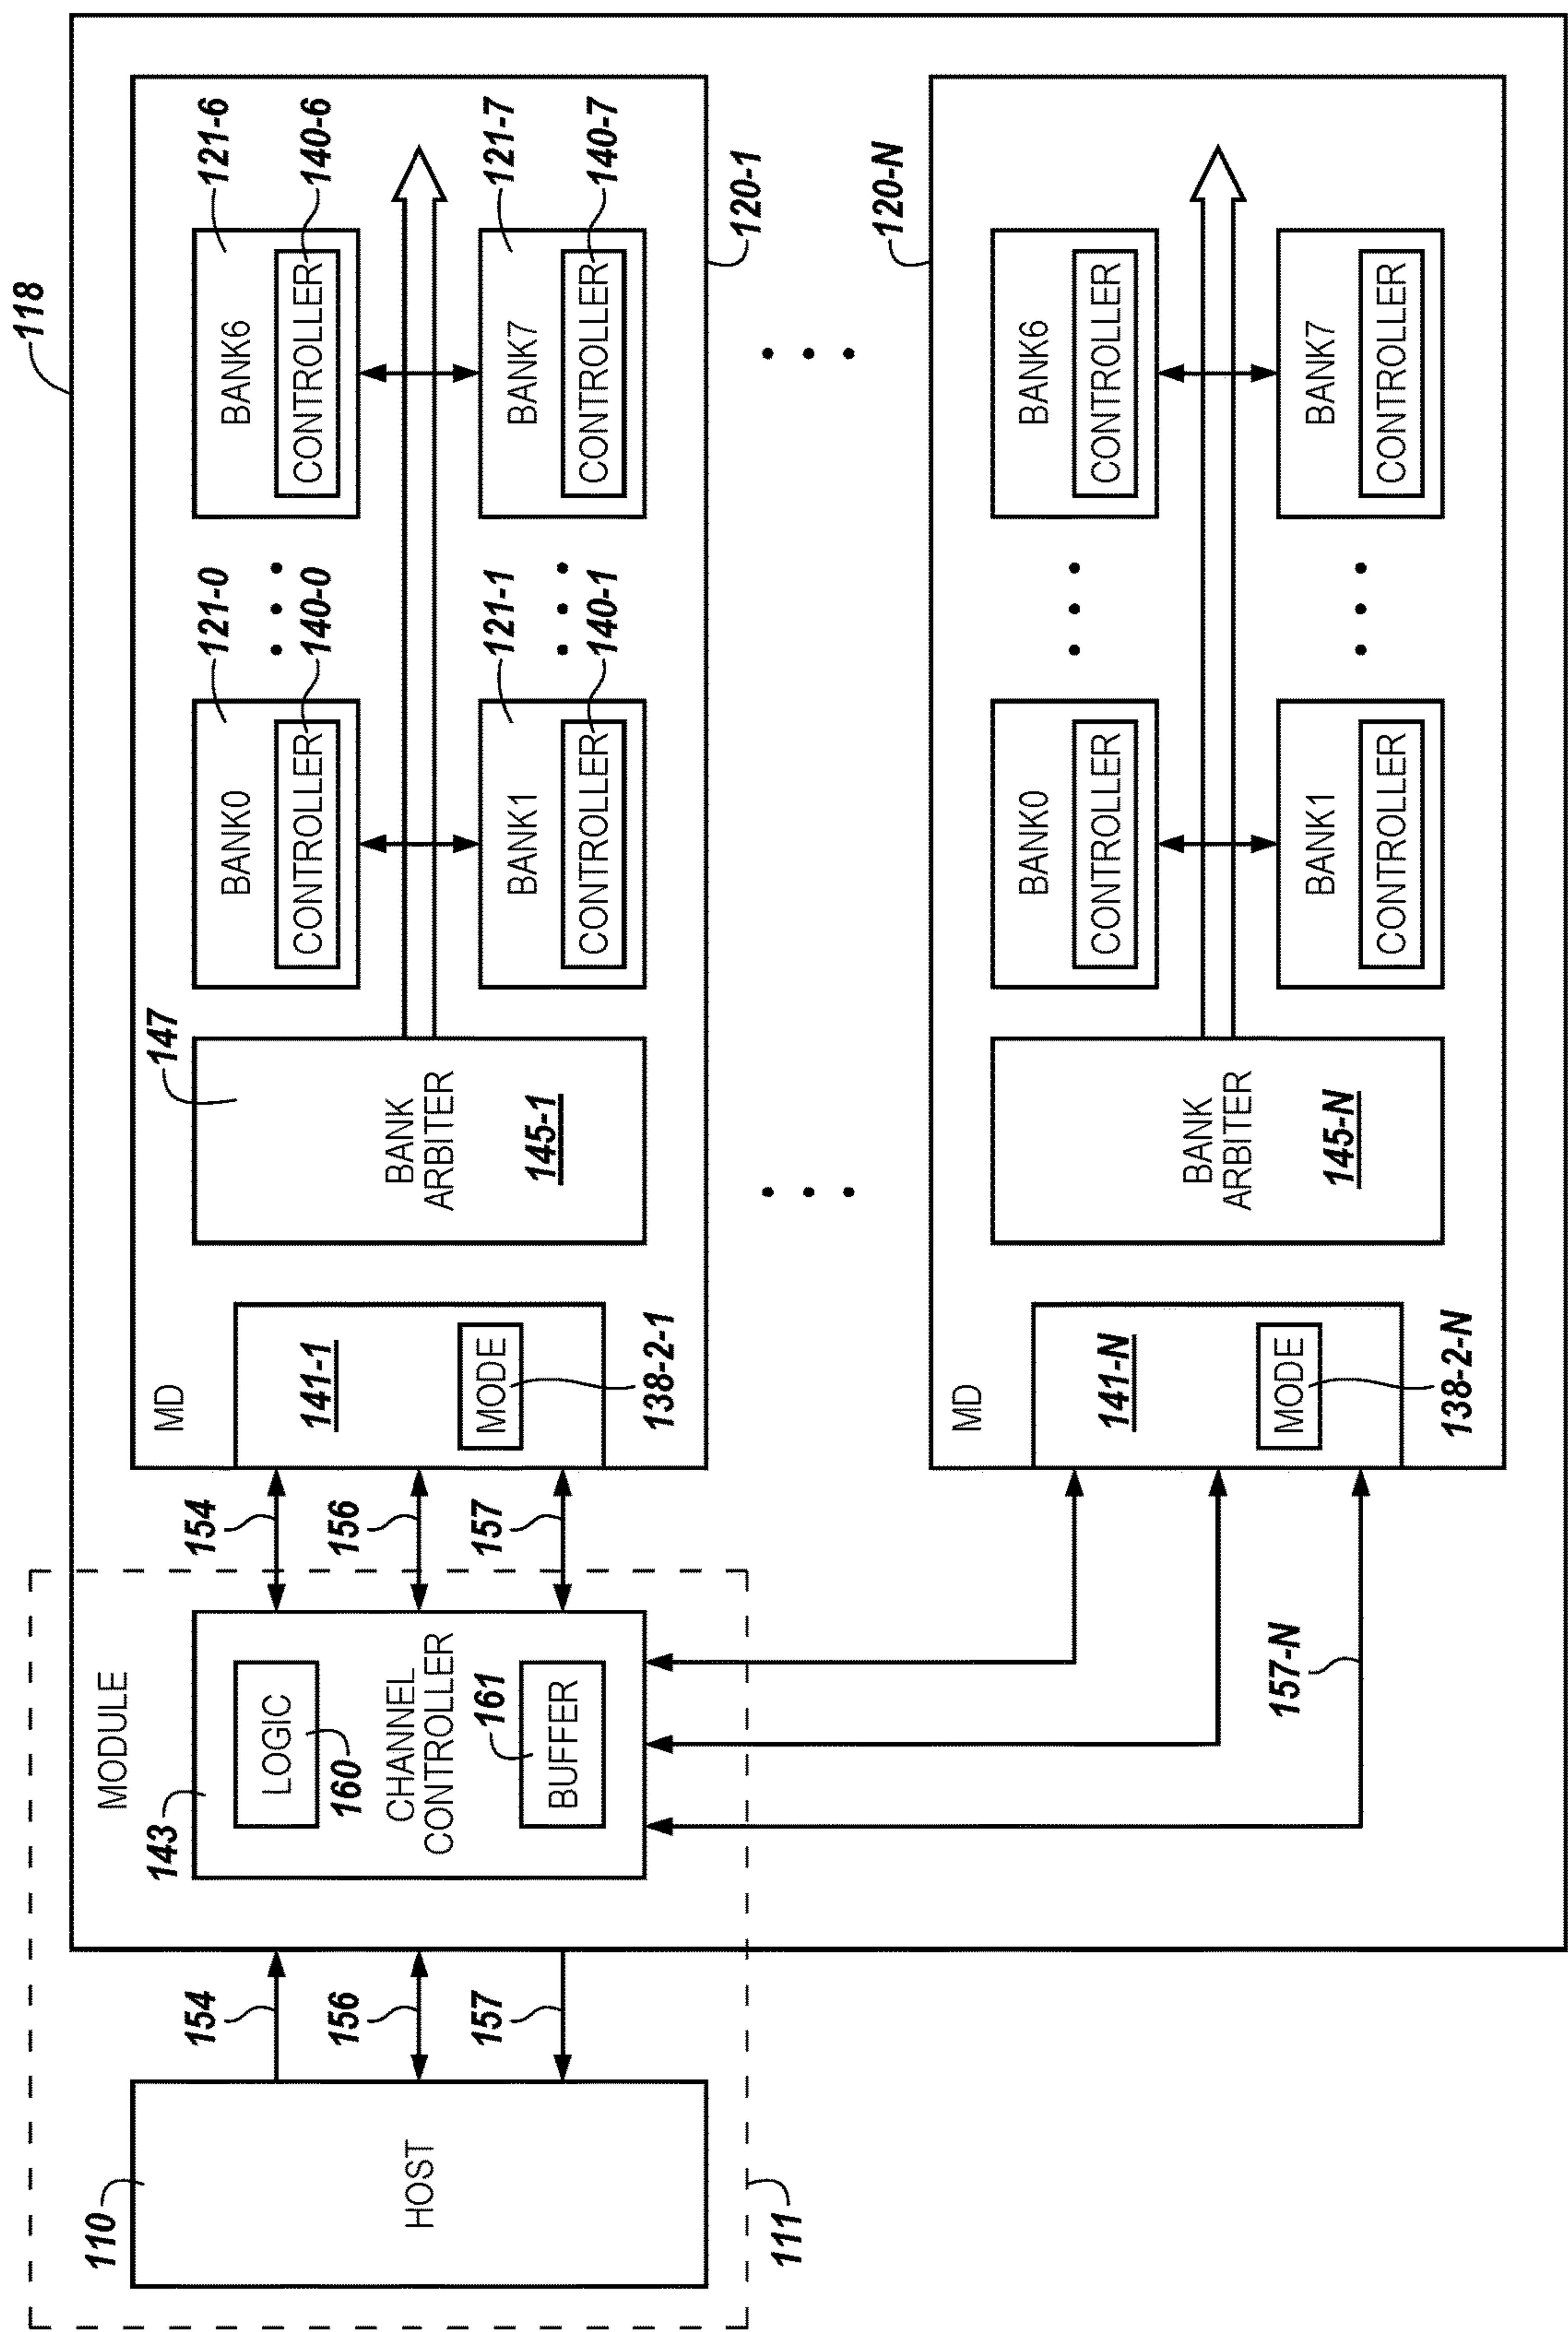 118
MODULE
110
HOST
111
154
156
157
143
LOGIC
160
CHANNEL
CONTROLLER
161
BUFFER
154
156
157
157-N
MD
141-1
MODE
138-2-1
147
BANK
ARBITER
145-1
BANK0
CONTROLLER
121-0
140-0
BANK1
CONTROLLER
121-1
140-1
BANK6
CONTROLLER
121-6
140-6
BANK7
CONTROLLER
121-7
140-7
120-1
120-N
MD
141-N
MODE
138-2-N
BANK
ARBITER
145-N
BANK0
CONTROLLER
BANK1
CONTROLLER
BANK6
CONTROLLER
BANK7
CONTROLLER